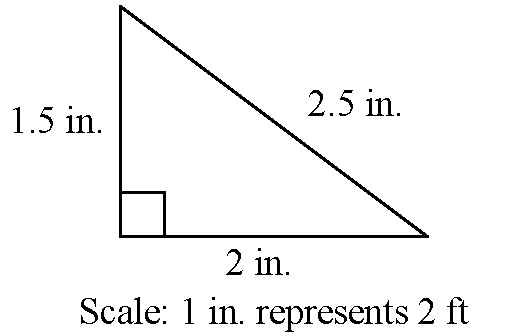 1.5 in.
2.5 in.
2 in.
Scale: 1 in. represents 2 ft